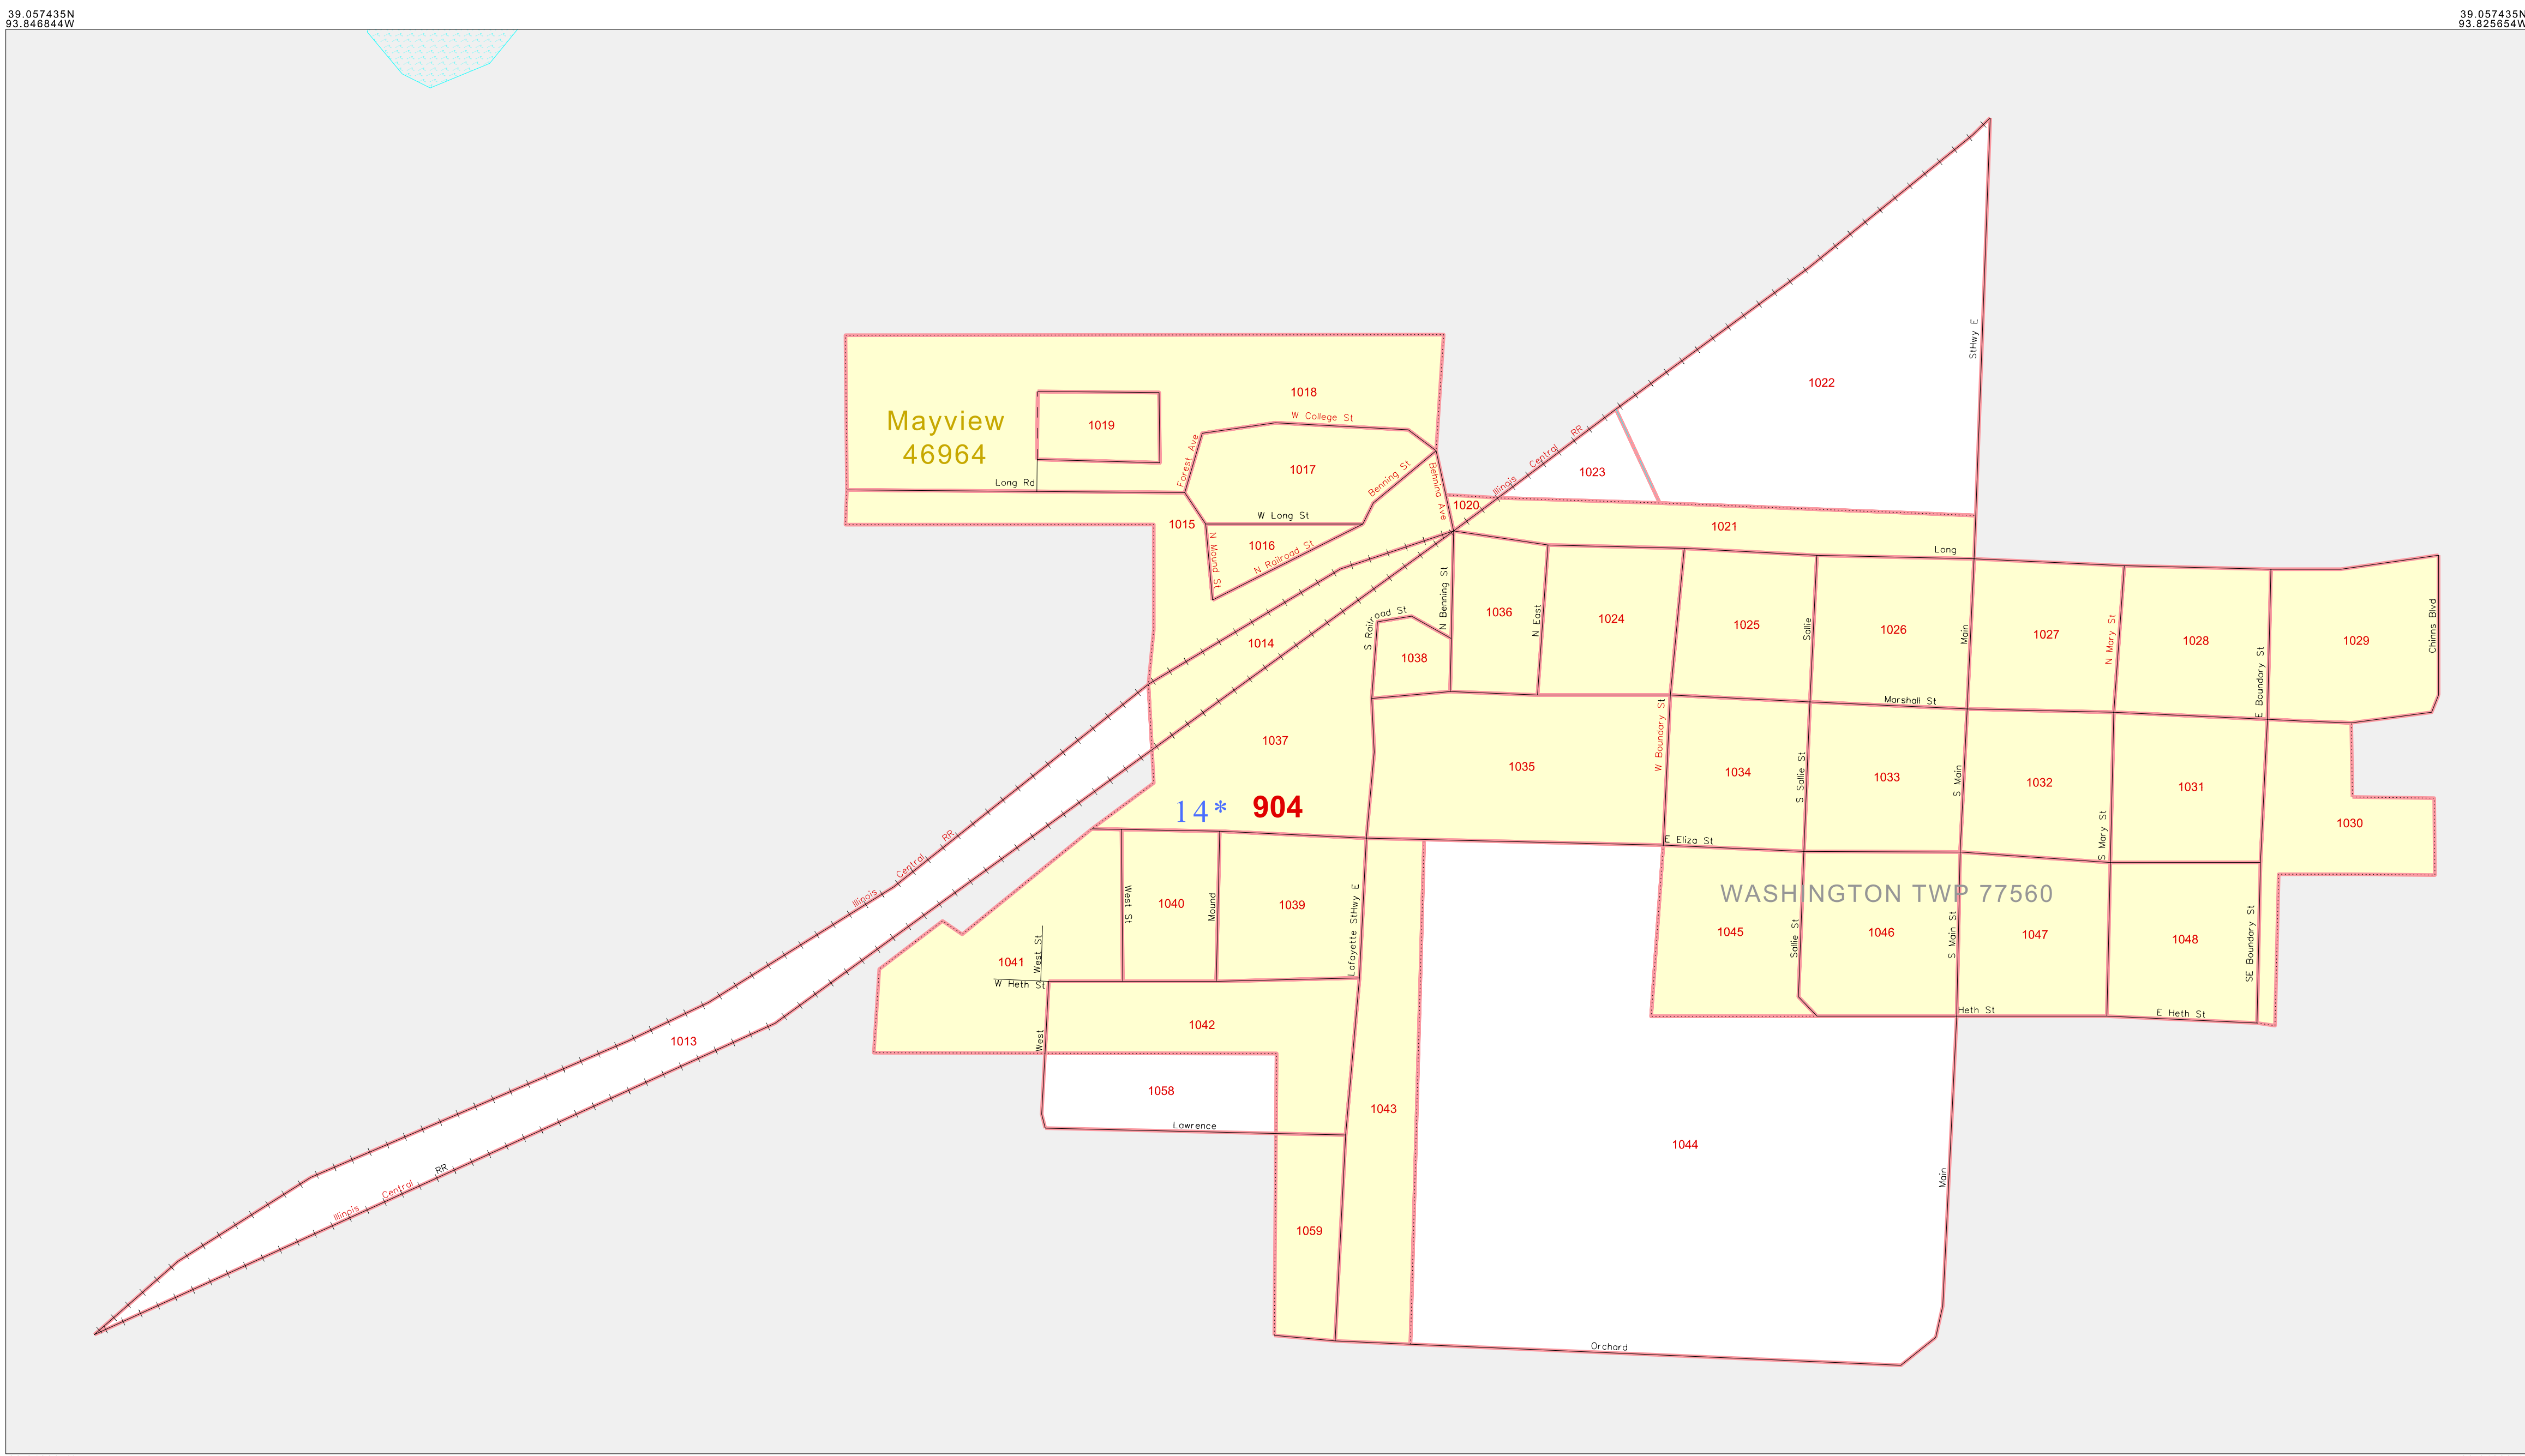 39.057435N
93.846844W
39.057435N
93.825654W
StHwy E
1022
1018
Mayview
46964
1019
W College St
Forest Ave
1017
Benning St
Illinois Central RR
1023
Long Rd
Behning Ave
1020
1015
W Long St
1021
1016
N Mound St
N Railroad St
Long
1014
S Railroad St
N Benning St
1036
N East
1024
1025
Sallie
1026
Main
1027
N Mary St
1028
E Boundary St
1029
Chinns Blvd
1038
Marshall St
1037
1035
W Boundary St
1034
S Sallie St
1033
S Main
1032
S Mary St
1031
1030
14* 904
E Eliza St
Illinois Central RR
WASHINGTON TWP 77560
West St
1040
Mound
1039
Lafayette StHwy E
1045
Sallie St
1046
S Main St
1047
1048
SE Boundary St
1041
West St
W Heth St
Heth St
E Heth St
1042
West
1013
1058
1043
Lawrence
1044
Main
Illinois Central RR
1059
Orchard